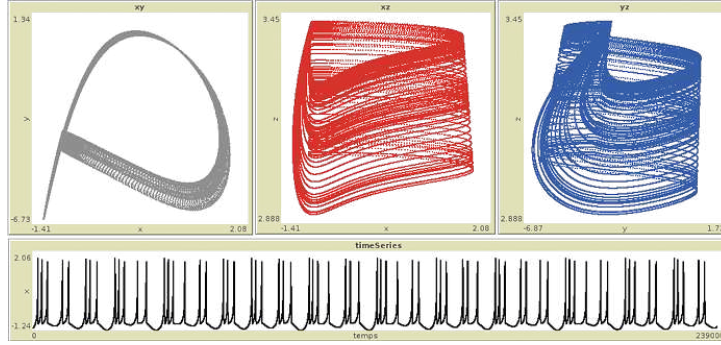 xy
1.34
y
-6.73
-1.41
x
2.08
xz
3.45
z
2.888
-1.41
x
2.08
yz
3.45
z
2.888
-6.87
y
timeSeries
2.06
x
-1.24
0
temps